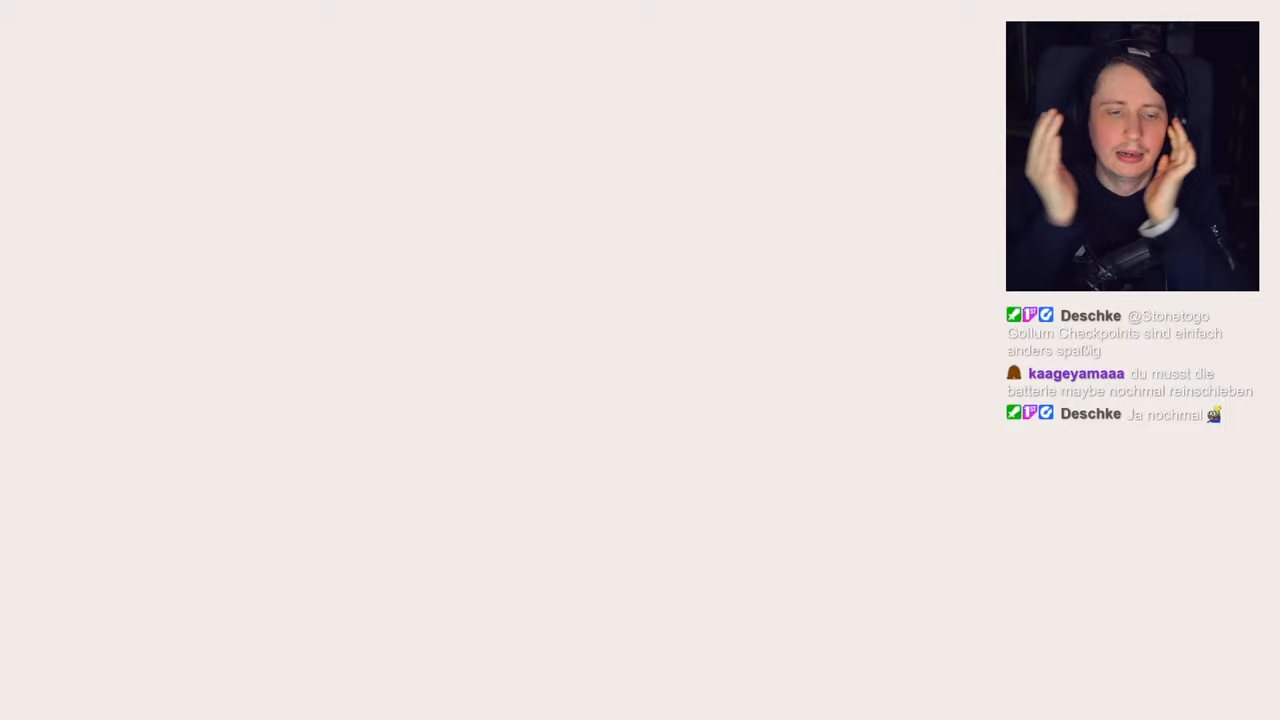 Deschke @Stonetogo
Gollum Checkpoints sind einfach
anders spaßig
kaageyamaaa du musst die
batterie maybe nochmal reinschieben
Deschke Ja nochmal